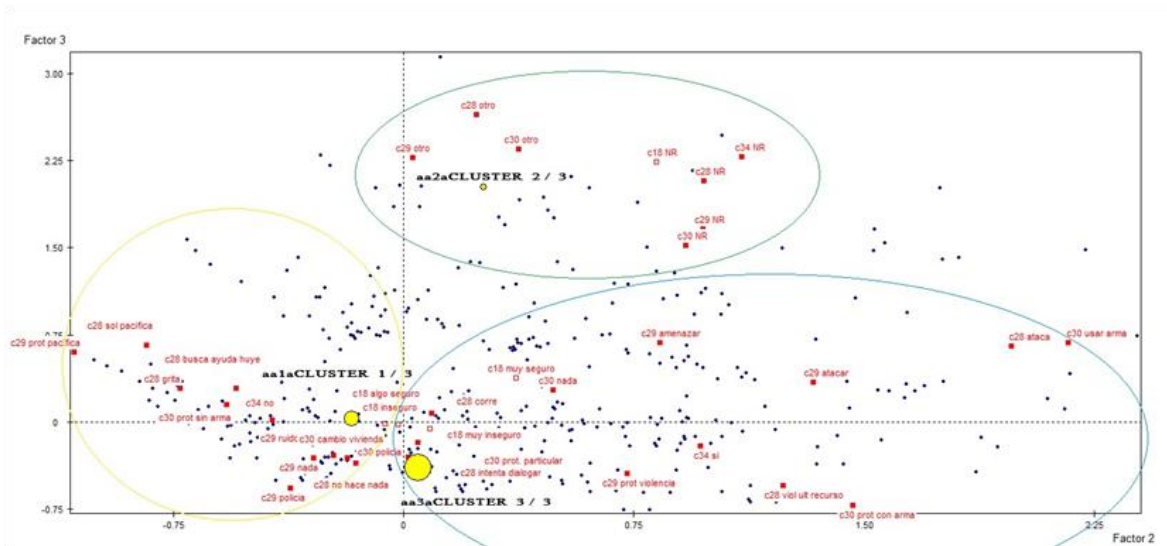 Factor 3
3.00
c28 otro
c30 otro
c29 otro
2.25
c18 NR
c34 NR
c28 NR
aa2aCLUSTER 2 / 3
c29 NR
c30 NR
1.50
0.75
c28 sol pacifica
c29 prot pacifica
c29 amenazar
c28 ataca
c30 usar arma
c28 busca ayuda huye
aa1aCLUSTER 1 / 3
c18 muy seguro
c29 atacar
c28 grita
c30 nada
c18 algo seguro
c34 no
c28 corre
c18 inseguro
c30 prot sin arma
0
c29 ruido
c30 cambio vivienda
c18 muy inseguro
c30 policia
c30 prot. particular
c34 si
c29 nada
c28 intenta dialogar
c29 prot violencia
c28 no hace nada
c29 policia
c28 viol ult recurso
aa3aCLUSTER 3 / 3
-0.75
c30 prot con arma
-0.75
0
0.75
1.50
2.25
Factor 2